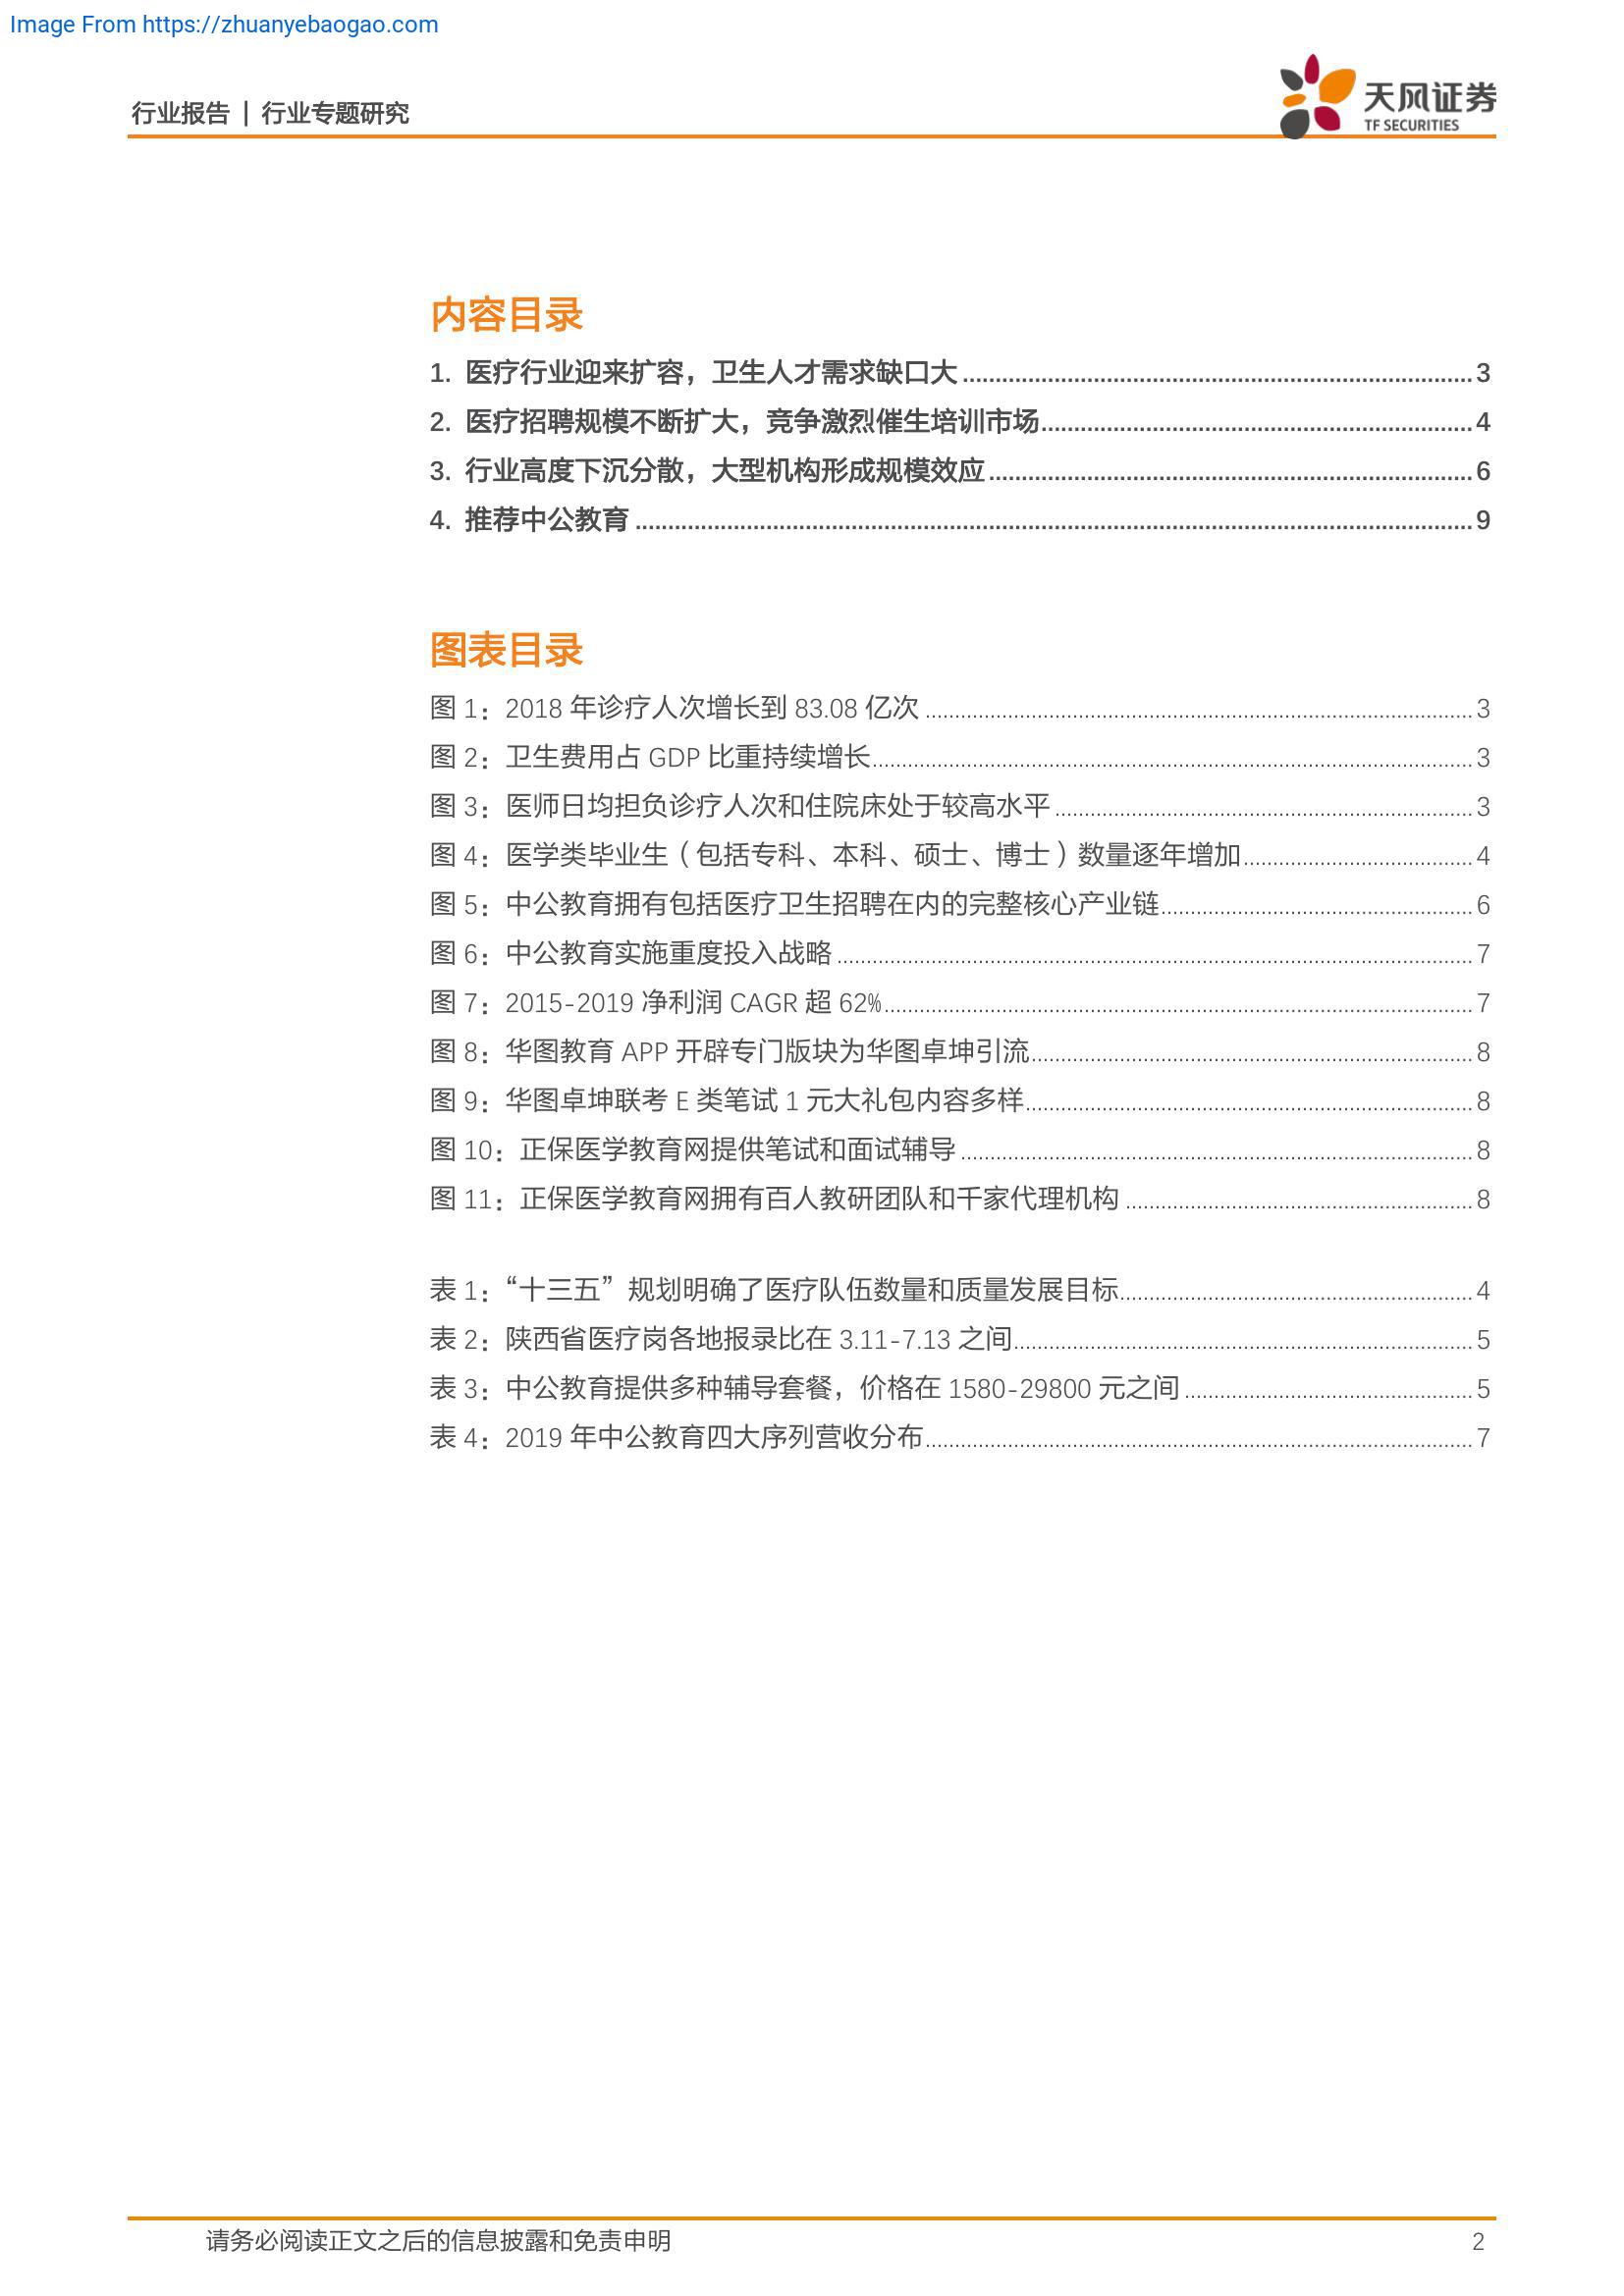 Image From https://zhuanyebaogao.com
行业报告 | 行业专题研究
天风证券
TF SECURITIES
内容目录
1. 医疗行业迎来扩容，卫生人才需求缺口大 3
2. 医疗招聘规模不断扩大，竞争激烈催生培训市场 4
3. 行业高度下沉分散，大型机构形成规模效应 6
4. 推荐中公教育 9
图表目录
图 1：2018 年诊疗人次增长到 83.08 亿次 3
图 2：卫生费用占 GDP 比重持续增长 3
图 3：医师日均担负诊疗人次和住院床处于较高水平 3
图 4：医学类毕业生（包括专科、本科、硕士、博士）数量逐年增加 4
图 5：中公教育拥有包括医疗卫生招聘在内的完整核心产业链 6
图 6：中公教育实施重度投入战略 7
图 7：2015-2019 净利润 CAGR 超 62% 7
图 8：华图教育 APP 开辟专门版块为华图卓坤引流 8
图 9：华图卓坤联考 E 类笔试 1 元大礼包内容多样 8
图 10：正保医学教育网提供笔试和面试辅导 8
图 11：正保医学教育网拥有百人教研团队和千家代理机构 8
表 1：“十三五”规划明确了医疗队伍数量和质量发展目标 4
表 2：陕西省医疗岗各地报录比在 3.11-7.13 之间 5
表 3：中公教育提供多种辅导套餐，价格在 1580-29800 元之间 5
表 4：2019 年中公教育四大序列营收分布 7
请务必阅读正文之后的信息披露和免责申明 2